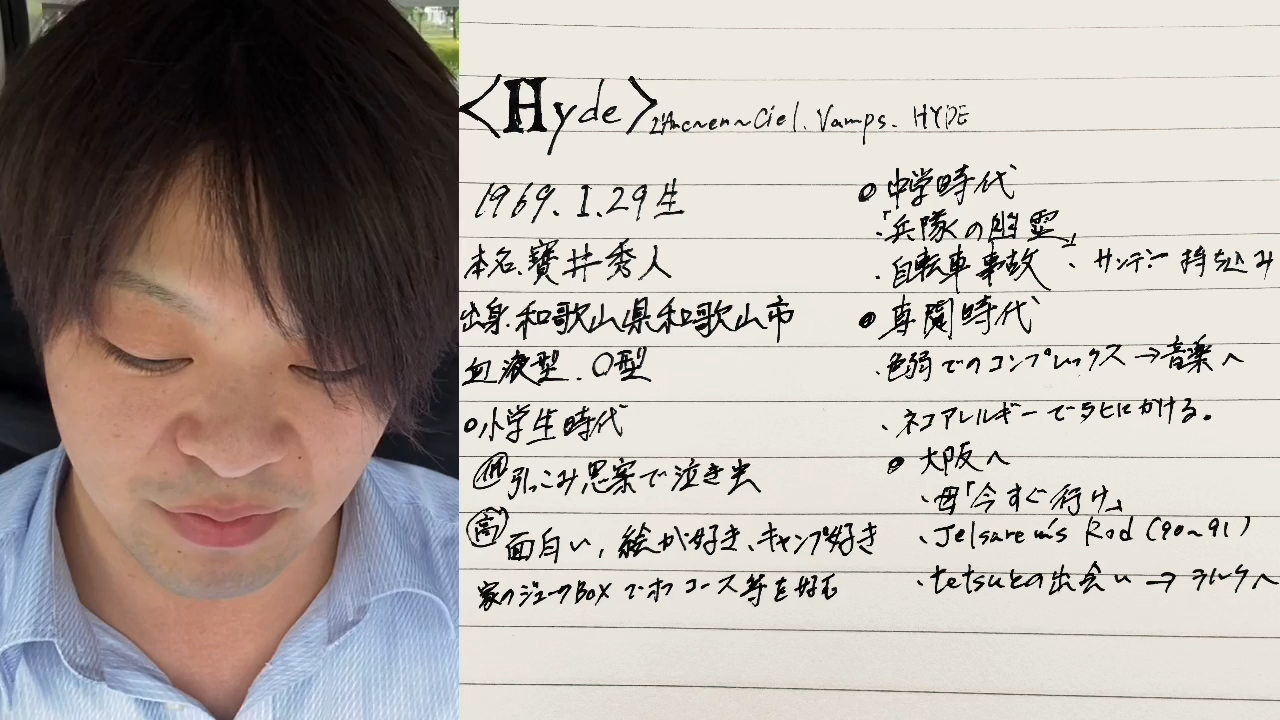 <Hyde> L'Arc~en~Ciel. Vamps. HYDE
1969.1.29生
本名.寶井秀人
出身.和歌山県和歌山市
血液型.O型
○小学生時代
低 引っこみ思案で泣き虫
高 面白い,絵が好き、キャンプ好き
家のジュークBOXで
等を好む
○中学時代
・「兵隊の幽霊」
・自転車事故 ・サンデー持ち込み
○専門時代
・色弱でのコンプレックス→音楽へ
・ネコアレルギーで死にかける。
○大阪へ
・母「今すぐ行け」
・Jelsarem's Rod (90~91)
・tetsuとの出会い→ラルクへ